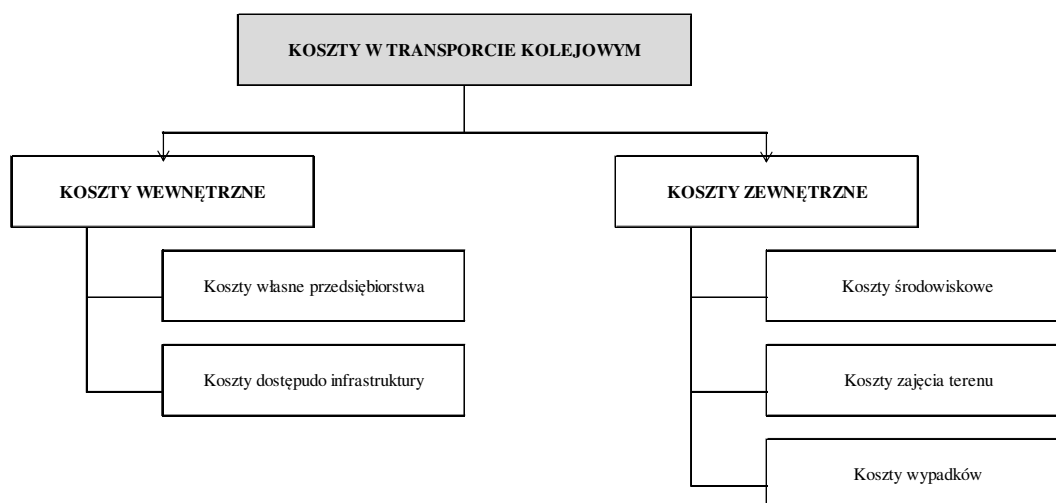 KOSZTY W TRANSPORCIE KOLEJOWYM
KOSZTY WEWNĘTRZNE
KOSZTY ZEWNĘTRZNE
Koszty własne przedsiębiorstwa
Koszty środowiskowe
Koszty dostępudo infrastruktury
Koszty zajęcia terenu
Koszty wypadków